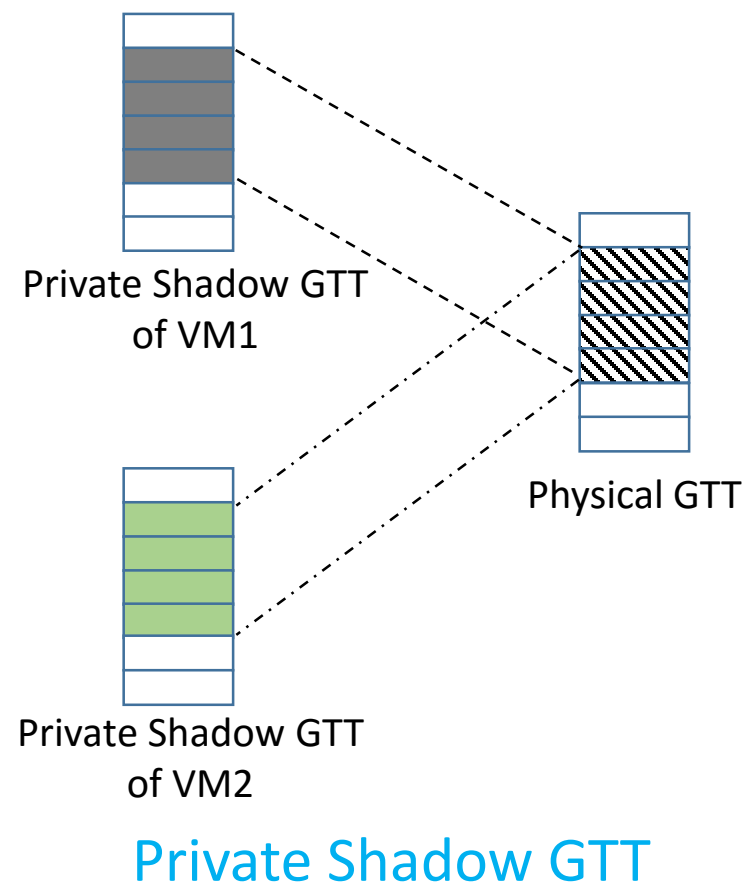 Private Shadow GTT
of VM1
Physical GTT
Private Shadow GTT
of VM2
Private Shadow GTT